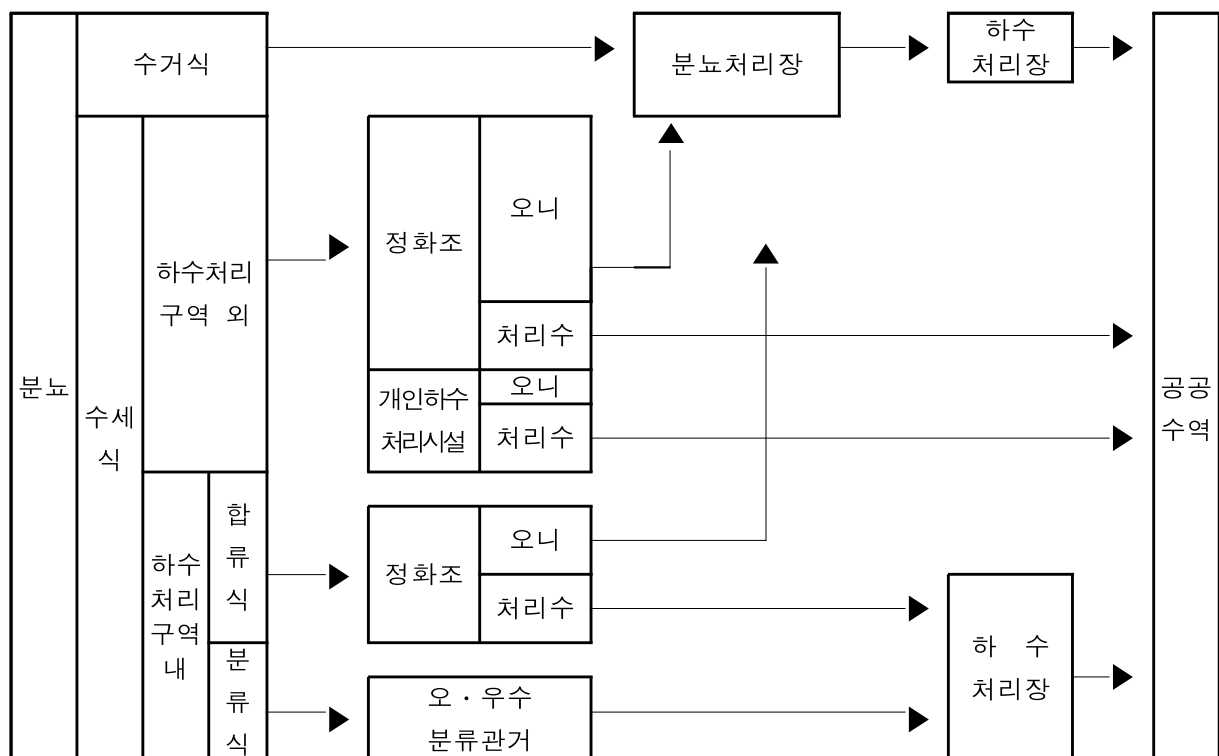 수거식
분뇨처리장
하수
처리장
정화조
오니
하수처리
구역 외
처리수
분뇨
수세
식
개인하수
처리시설
오니
처리수
공공
수역
하수
처리
구역
내
합
류
식
정화조
오니
처리수
하 수
처리장
분
류
식
오·우수
분류관거